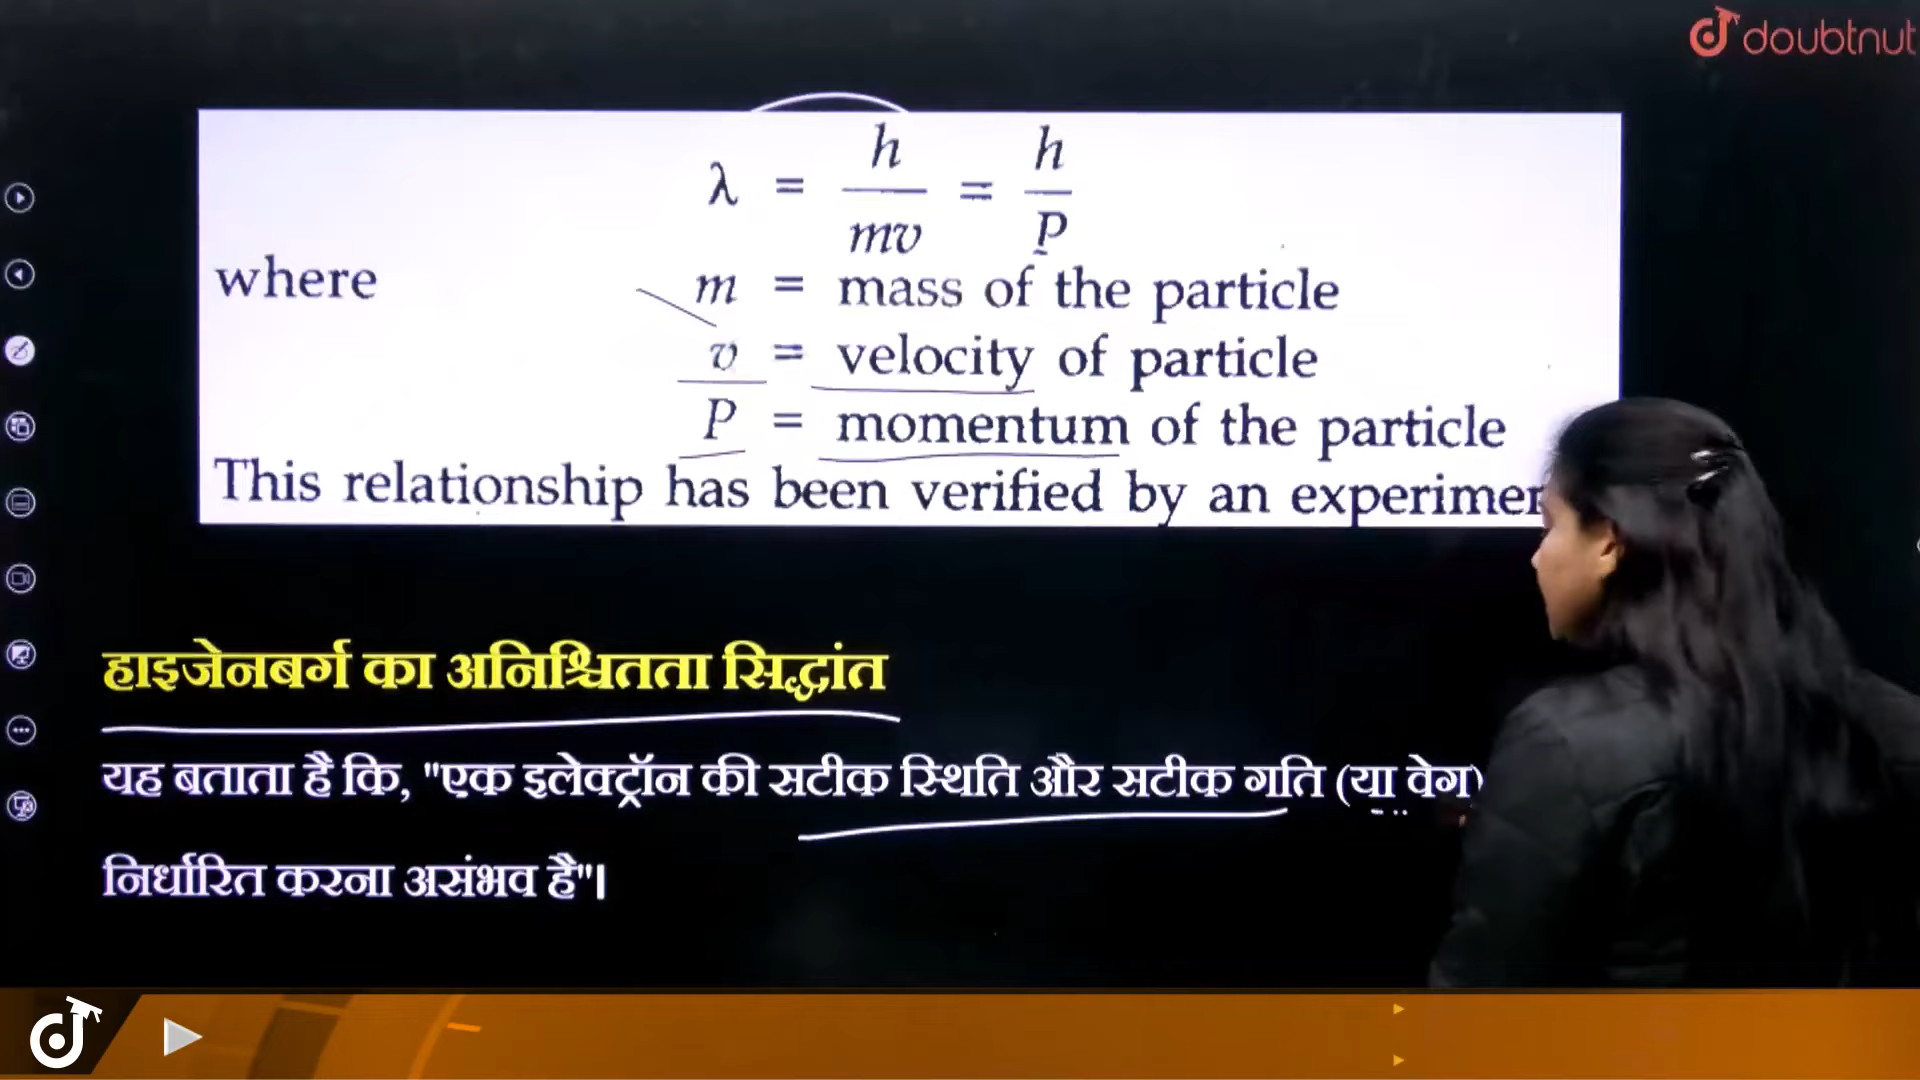 doubtnut
λ = h/mv = h/P
where m = mass of the particle
v = velocity of particle
P = momentum of the particle
This relationship has been verified by an
हाइजेनबर्ग का अनिश्चितता सिद्धांत
यह बताता है कि, "एक इलेक्ट्रॉन की सटीक स्थिति और सटीक गति (या वेग)
निर्धारित करना असंभव है"।